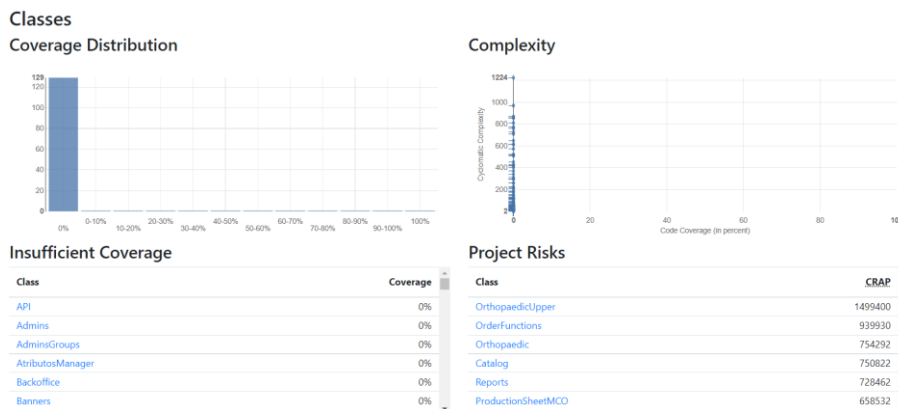 Classes
Coverage Distribution
129
120
100
80
60
40
20
0
0% 0-10% 10-20% 20-30% 30-40% 40-50% 50-60% 60-70% 70-80% 80-90% 90-100% 100%
Complexity
1224
1000
800
600
400
200
Cyclomatic Complexity
0 20 40 60 80 10
Code Coverage (in percent)
Insufficient Coverage
Class Coverage
API 0%
Admins 0%
AdminsGroups 0%
AtributosManager 0%
Backoffice 0%
Banners 0%
Project Risks
Class CRAP
OrthopaedicUpper 1499400
OrderFunctions 939930
Orthopaedic 754292
Catalog 750822
Reports 728462
ProductionSheetMCO 658532